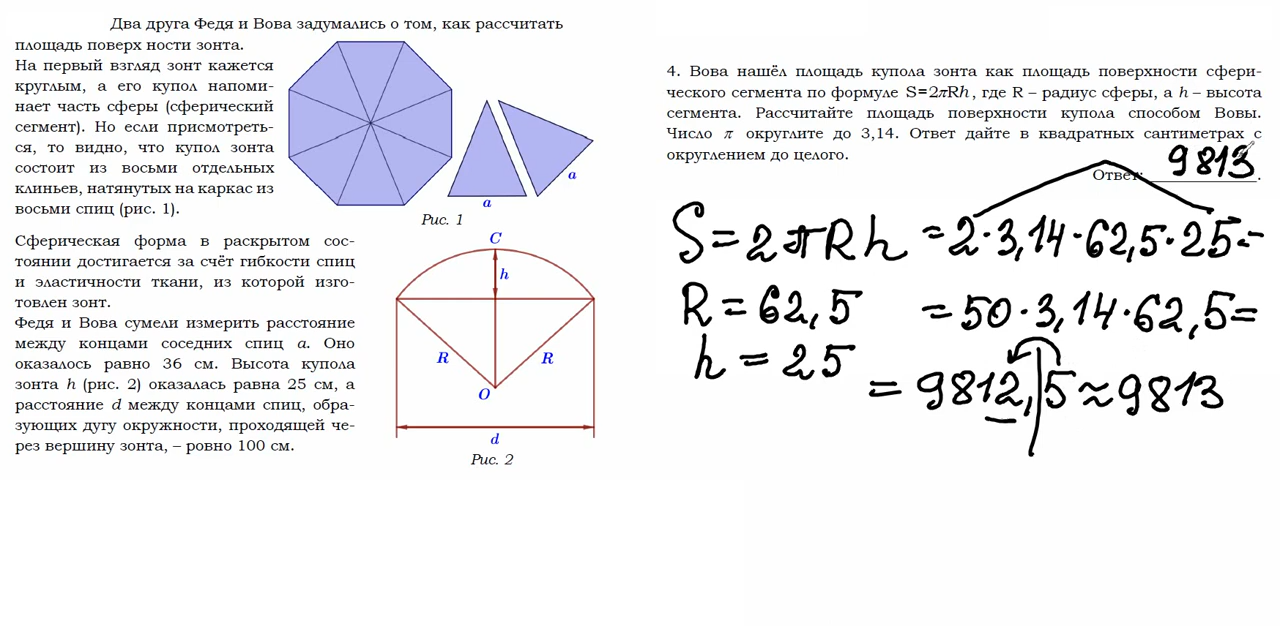 Два друга Федя и Вова задумались о том, как рассчитать
площадь поверх ности зонта.
На первый взгляд зонт кажется
круглым, а его купол напоми-
нает часть сферы (сферический
сегмент). Но если присмотреть-
ся, то видно, что купол зонта
состоит из восьми отдельных
клиньев, натянутых на каркас из
восьми спиц (рис. 1).
a
a
Рис. 1
Сферическая форма в раскрытом сос-
тоянии достигается за счёт гибкости спиц
и эластичности ткани, из которой изго-
товлен зонт.
Федя и Вова сумели измерить расстояние
между концами соседних спиц a. Оно
оказалось равно 36 см. Высота купола
зонта h (рис. 2) оказалась равна 25 см, а
расстояние d между концами спиц, обра-
зующих дугу окружности, проходящей че-
рез вершину зонта, – ровно 100 см.
C
h
R
R
O
d
Рис. 2
4. Вова нашёл площадь купола зонта как площадь поверхности сфери-
ческого сегмента по формуле S=2πRh, где R – радиус сферы, а h – высота
сегмента. Рассчитайте площадь поверхности купола способом Вовы.
Число π округлите до 3,14. Ответ дайте в квадратных сантиметрах с
округлением до целого.
Ответ: 9813.
S=2πRh =2·3,14·62,5·25=
R=62,5 =50·3,14·62,5=
h=25
=9812,5≈9813